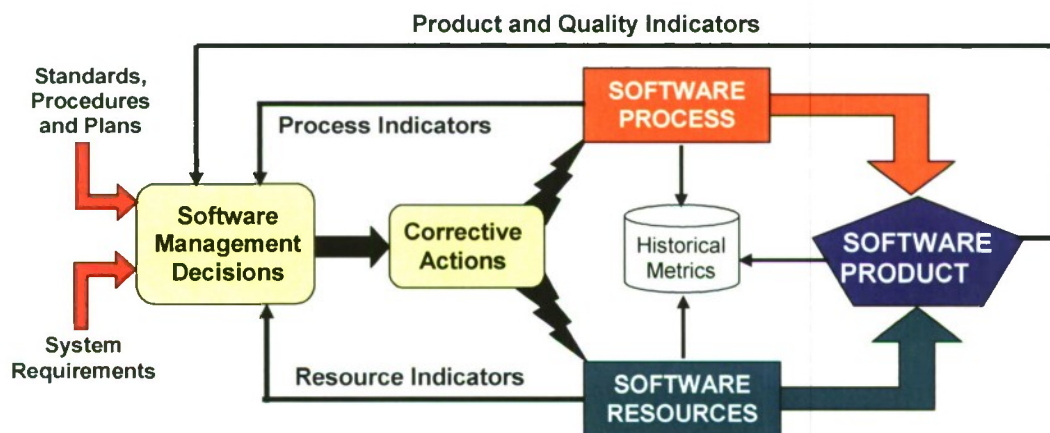 Product and Quality Indicators
Standards,
Procedures
and Plans
SOFTWARE
PROCESS
Process Indicators
Software
Management
Decisions
Corrective
Actions
Historical
Metrics
SOFTWARE
PRODUCT
System
Requirements
Resource Indicators
SOFTWARE
RESOURCES